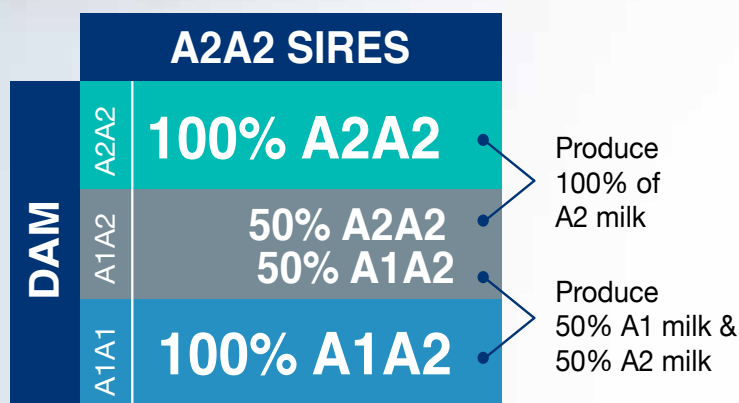 A2A2 SIRES
DAM
A2A2
100% A2A2
A1A2
50% A2A2
50% A1A2
A1A1
100% A1A2
Produce
100% of
A2 milk
Produce
50% A1 milk &
50% A2 milk